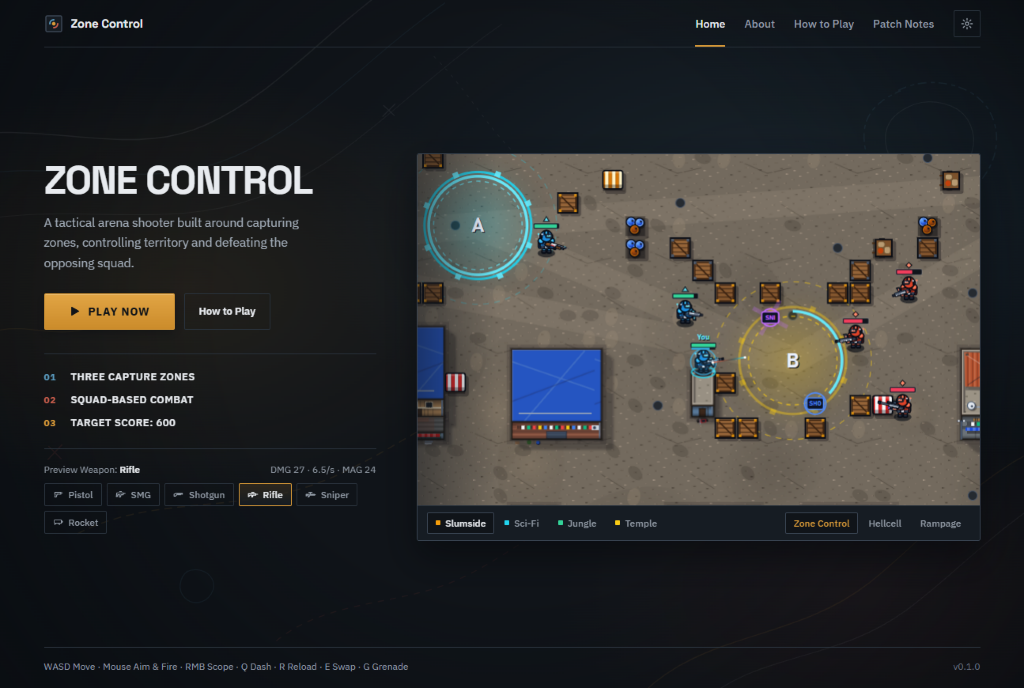 Zone Control
Home
About
How to Play
Patch Notes
ZONE CONTROL
A tactical arena shooter built around capturing
zones, controlling territory and defeating the
opposing squad.
PLAY NOW
How to Play
01 THREE CAPTURE ZONES
02 SQUAD-BASED COMBAT
03 TARGET SCORE: 600
Preview Weapon: Rifle
DMG 27 · 6.5/s · MAG 24
Pistol
SMG
Shotgun
Rifle
Sniper
Rocket
A
SNI
You
B
SHO
Slumside
Sci-Fi
Jungle
Temple
Zone Control
Hellcell
Rampage
WASD Move · Mouse Aim & Fire · RMB Scope · Q Dash · R Reload · E Swap · G Grenade
v0.1.0